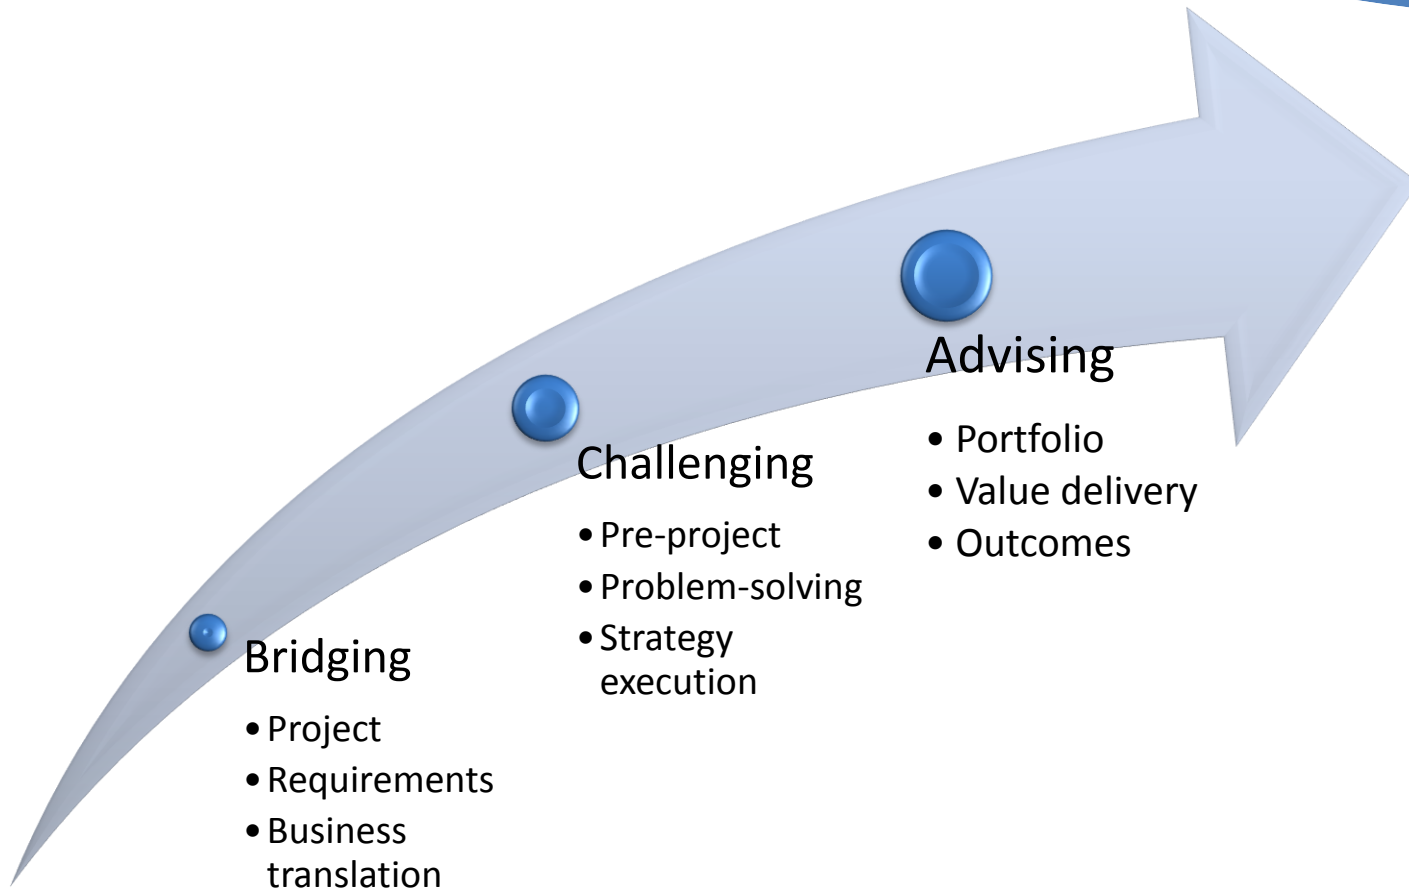 Bridging
• Project
• Requirements
• Business
translation
Challenging
• Pre-project
• Problem-solving
• Strategy
execution
Advising
• Portfolio
• Value delivery
• Outcomes